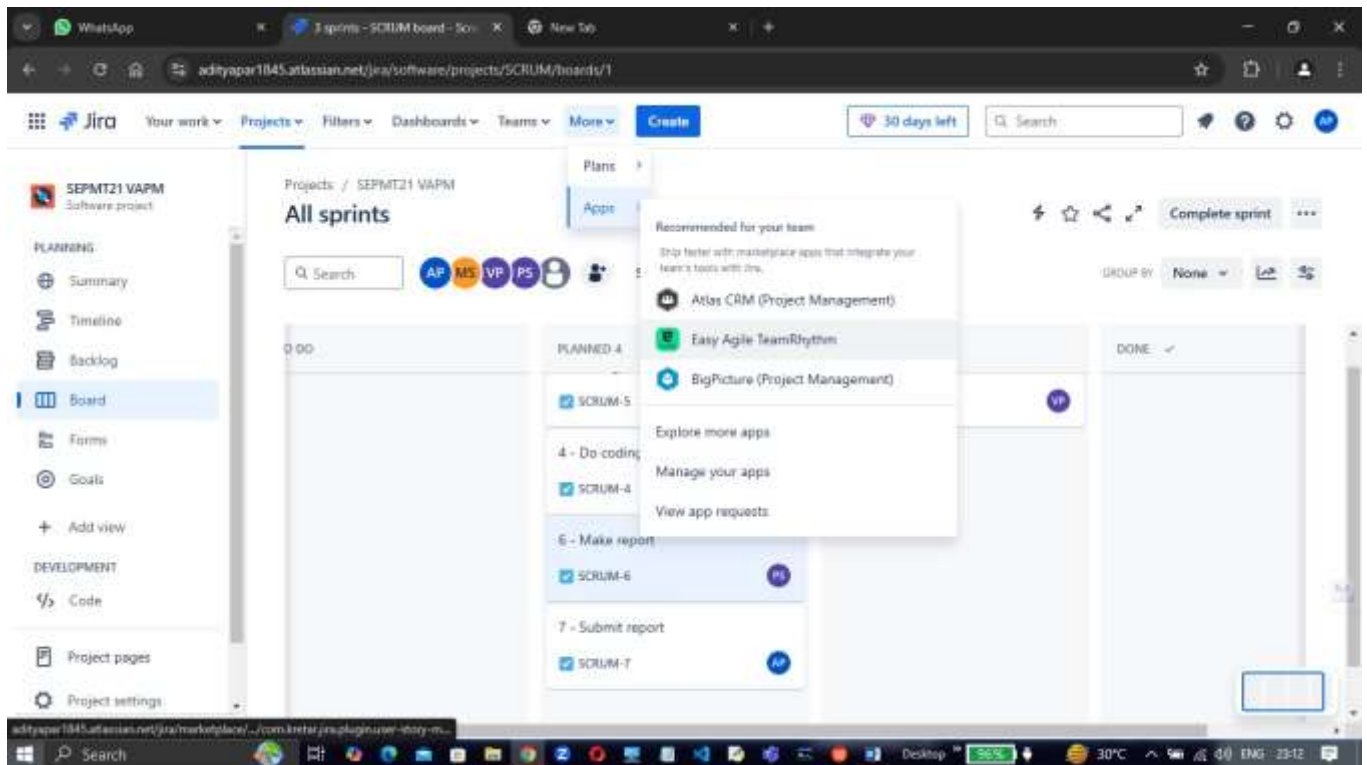 WhatsApp
3 sprints - SCRUM board - Scr
New Tab
adityapar1845.atlassian.net/jira/software/projects/SCRUM/boards/1
Jira
Your work
Projects
Filters
Dashboards
Teams
More
Create
30 days left
Search
AP
Plans
Apps
SEPMT21 VAPM
Software project
Projects / SEPMT21 VAPM
All sprints
Complete sprint
Recommended for your team
Ship faster with marketplace apps that integrate your
team's tools with Jira.
Atlas CRM (Project Management)
Easy Agile TeamRhythm
BigPicture (Project Management)
Explore more apps
Manage your apps
View app requests
PLANNING
Summary
Timeline
Backlog
Board
Forms
Goals
Add view
DEVELOPMENT
Code
Project pages
Project settings
Search
AP MS VP PS
GROUP BY None
O DO
PLANNED 4
DONE
SCRUM-5
VP
4 - Do coding
SCRUM-4
6 - Make report
SCRUM-6
PS
7 - Submit report
SCRUM-7
AP
Search
Desktop
96%
30°C
ENG
23:12